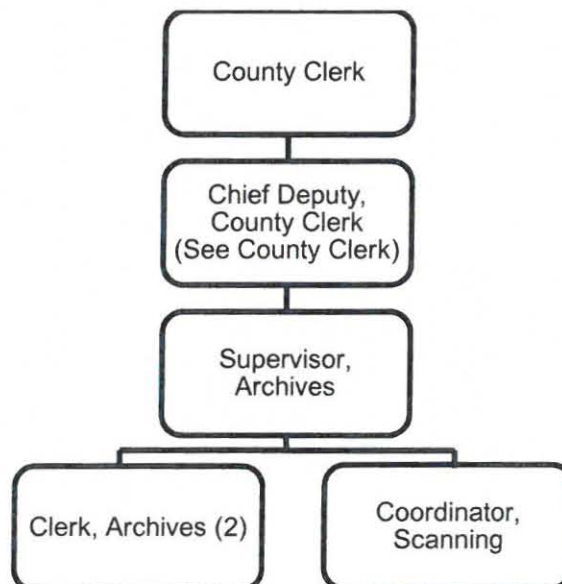 County Clerk
Chief Deputy,
County Clerk
(See County Clerk)
Supervisor,
Archives
Clerk, Archives (2)
Coordinator,
Scanning